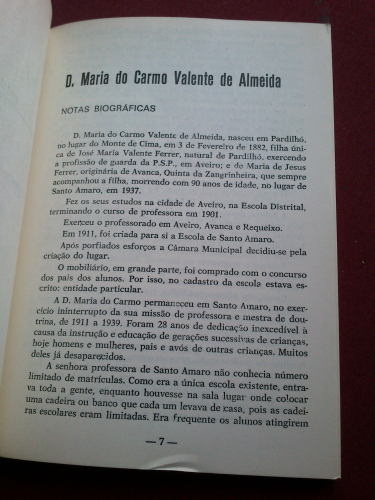 D. Maria do Carmo Valente de Almeida
NOTAS BIOGRÁFICAS
D. Maria do Carmo Valente de Almeida, nasceu em Pardilhó,
no lugar do Monte de Cima, em 3 de Fevereiro de 1882, filha úni-
ca de José Maria Valente Ferrer, natural de Pardilhó, exercendo
a profissão de guarda da P.S.P., em Aveiro; e de Maria de Jesus
Ferrer, originária de Avanca, Quinta da Zangrinheira, que sempre
acompanhou a filha, morrendo com 90 anos de idade, no lugar de
Santo Amaro, em 1937.
Fez os seus estudos na cidade de Aveiro, na Escola Distrital,
terminando o curso de professora em 1901.
Exerceu o professorado em Aveiro, Avanca e Requeixo.
Em 1911, foi criada para si a Escola de Santo Amaro.
Após porfiados esforços a Câmara Municipal decidiu-se pela
criação do lugar.
O mobiliário, em grande parte, foi comprado com o concurso
dos pais dos alunos. Por isso, no cadastro da escola estava es-
crito: entidade particular.
A D. Maria do Carmo permaneceu em Santo Amaro, no exer-
cício ininterrupto da sua missão de professora e mestra de dou-
trina, de 1911 a 1939. Foram 28 anos de dedicação inexcedível à
causa da instrução e educação de gerações sucessivas de crianças,
hoje homens e mulheres, pais e avós de outras crianças. Muitos
deles já desaparecidos.
A senhora professora de Santo Amaro não conhecia número
limitado de matrículas. Como era a única escola existente, entra-
va toda a gente, enquanto houvesse na sala lugar onde colocar
uma cadeira ou banco que cada um levava de casa, pois as cadei-
ras escolares eram limitadas. Era frequente os alunos atingirem
— 7 —